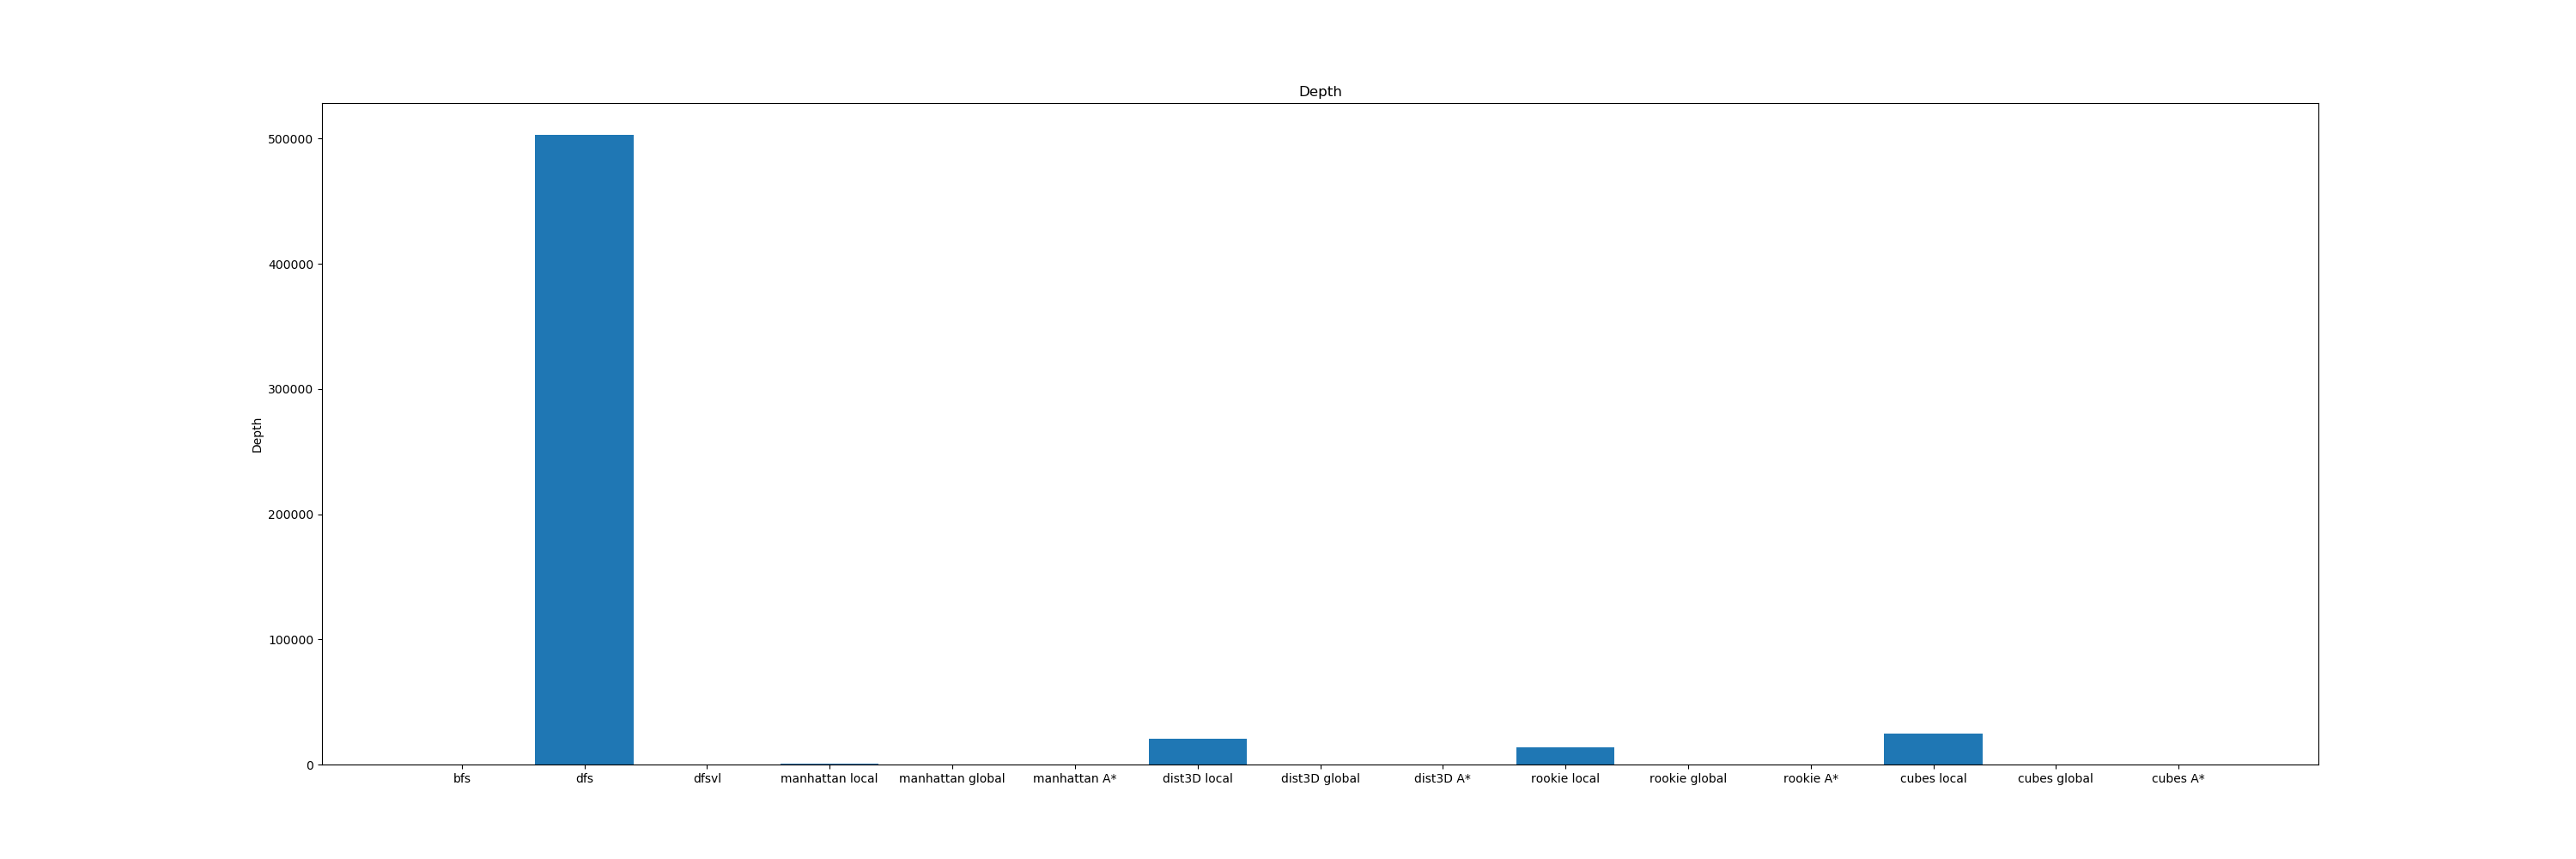 Depth
500000
400000
300000
200000
100000
0
Depth
bfs dfs dfsvl manhattan local manhattan global manhattan A* dist3D local dist3D global dist3D A* rookie local rookie global rookie A* cubes local cubes global cubes A*